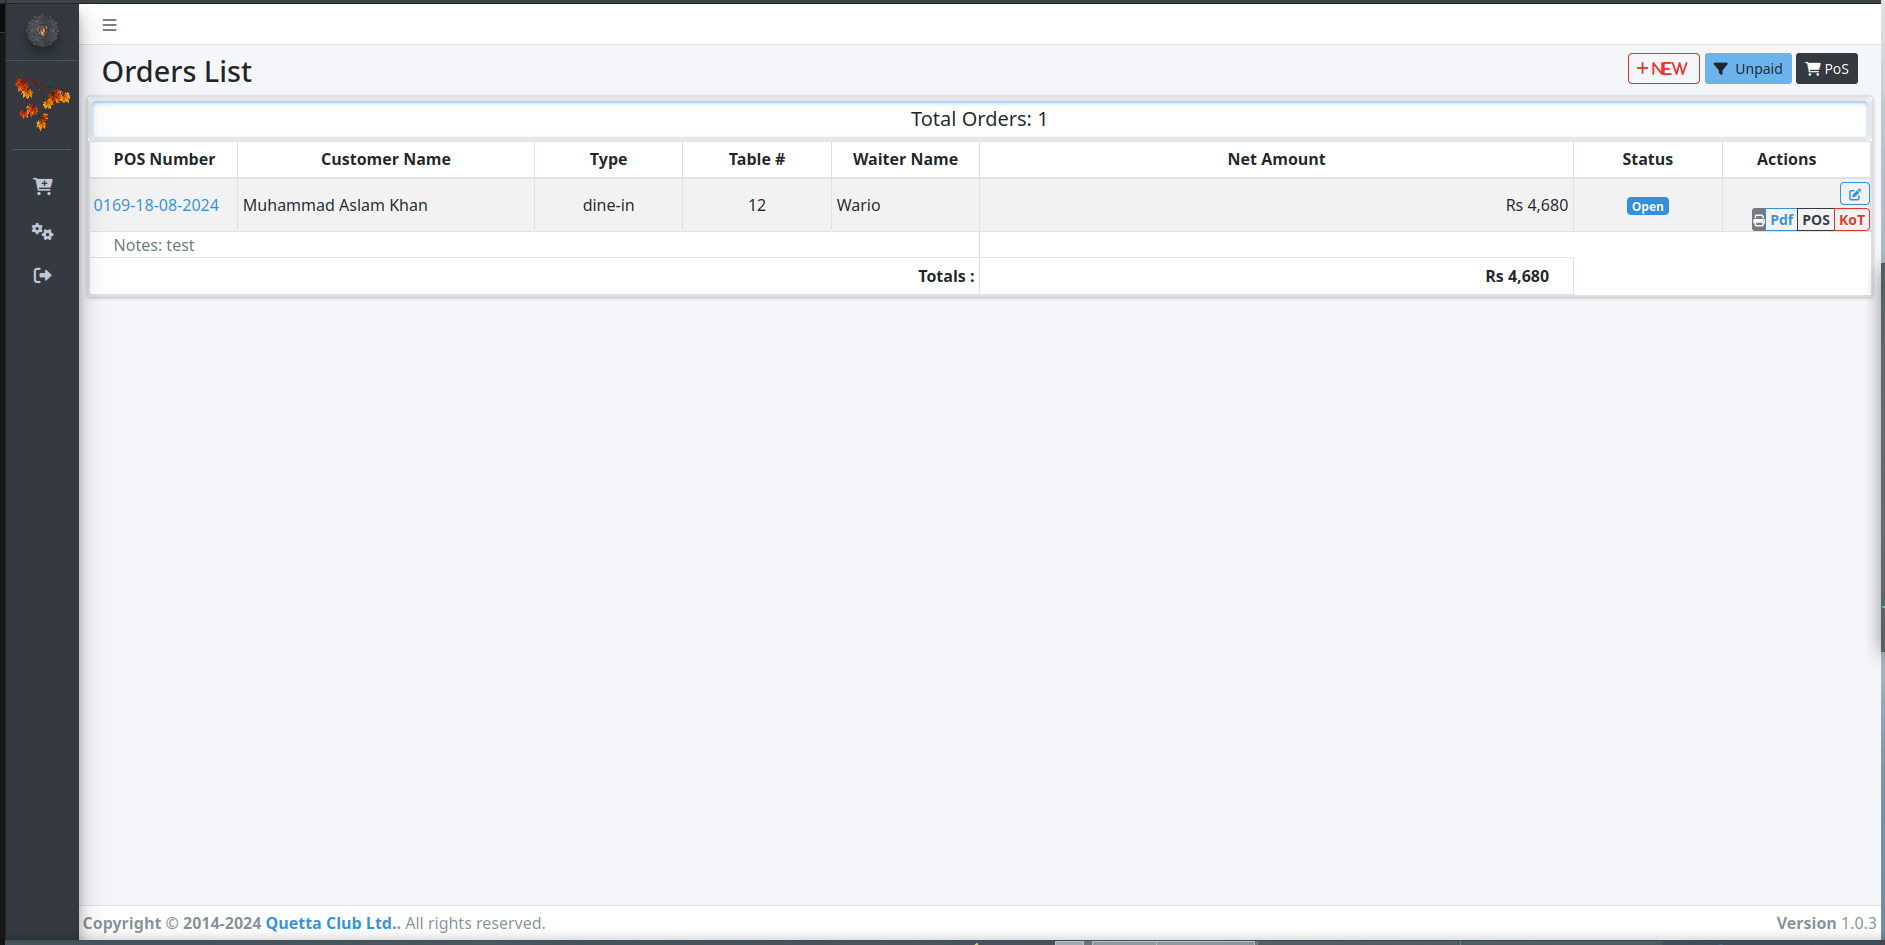 Orders List
+ NEW
Unpaid
PoS
Total Orders: 1
POS Number Customer Name Type Table # Waiter Name Net Amount Status Actions
0169-18-08-2024 Muhammad Aslam Khan dine-in 12 Wario Rs 4,680 Open
Pdf POS KoT
Notes: test
Totals : Rs 4,680
Copyright © 2014-2024 Quetta Club Ltd.. All rights reserved.
Version 1.0.3